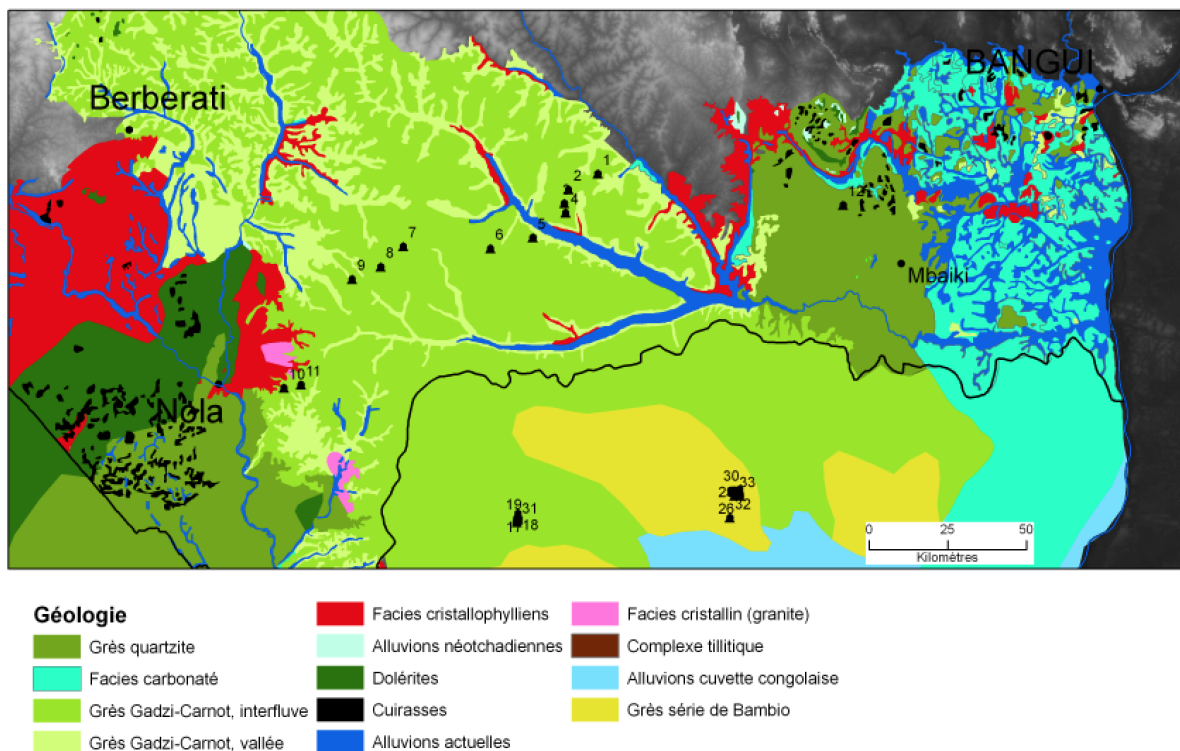 BANGUI
Berberati
1
2
4
5
6
7
8
9
12
Mbaiki
10
11
Nola
30
33
26
32
19
31
18
0
25
50
Kilomètres
Géologie
Grès quartzite
Facies carbonaté
Grès Gadzi-Carnot, interfluve
Grès Gadzi-Carnot, vallée
Facies cristallophylliens
Alluvions néotchadiennes
Dolérites
Cuirasses
Alluvions actuelles
Facies cristallin (granite)
Complexe tillitique
Alluvions cuvette congolaise
Grès série de Bambio